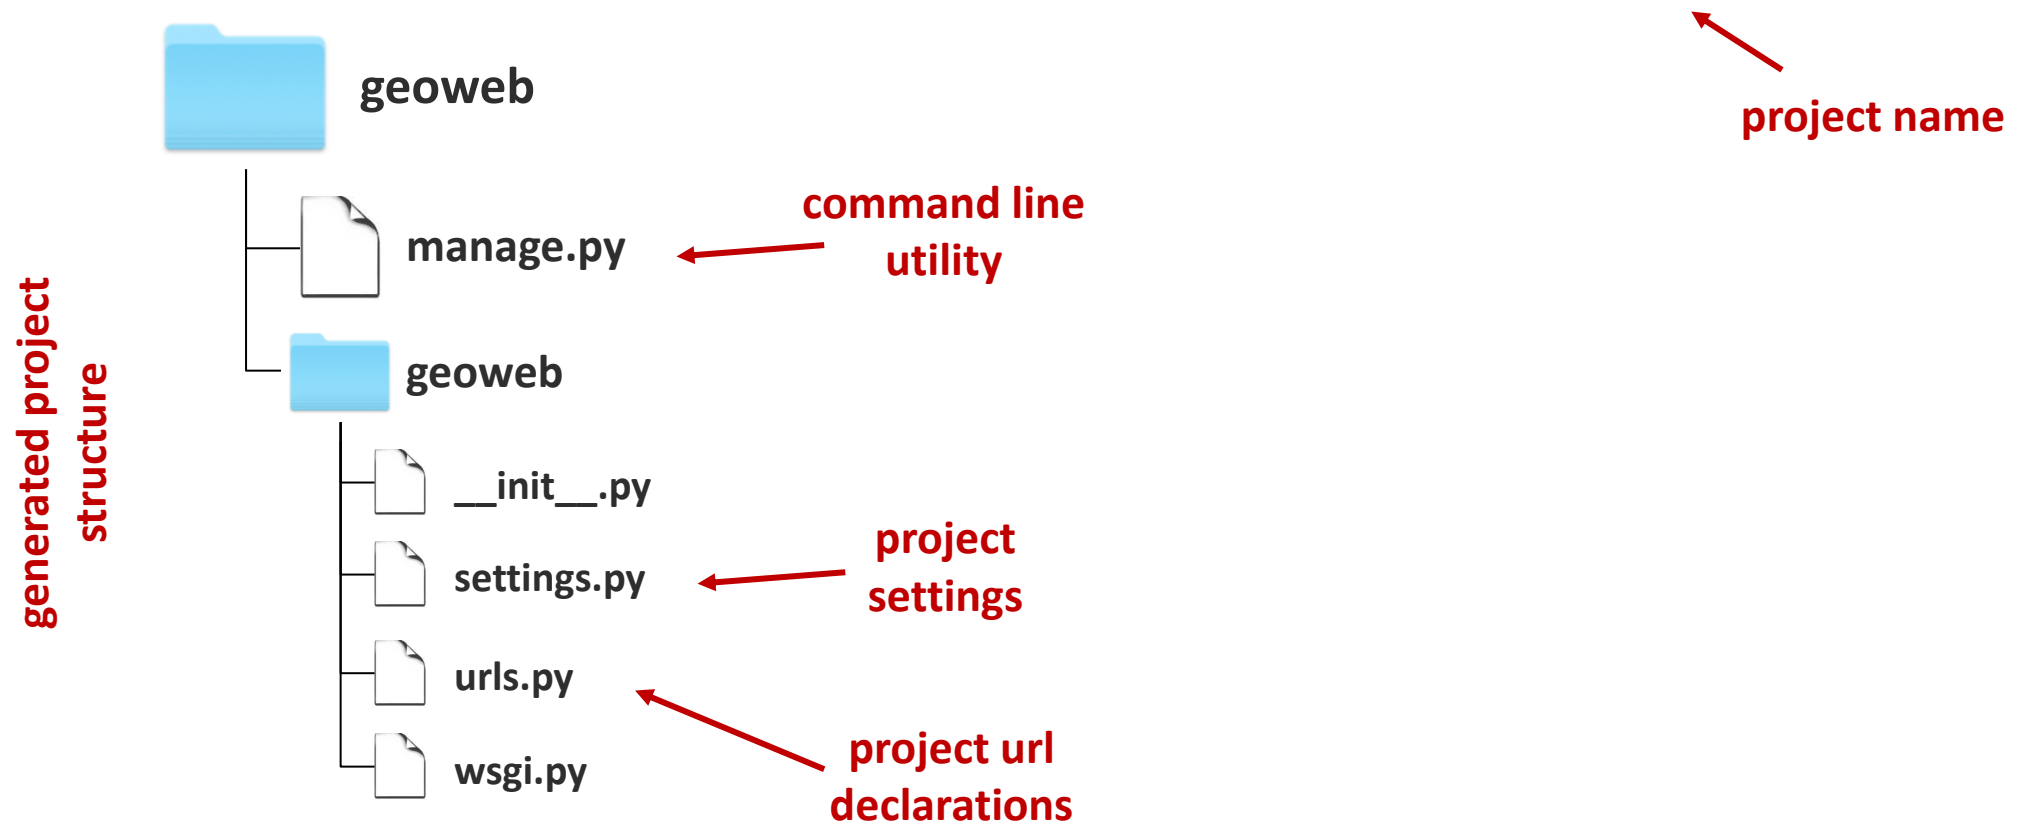 geoweb
project name
command line
utility
manage.py
generated project
structure
geoweb
__init__.py
project
settings
settings.py
urls.py
project url
declarations
wsgi.py